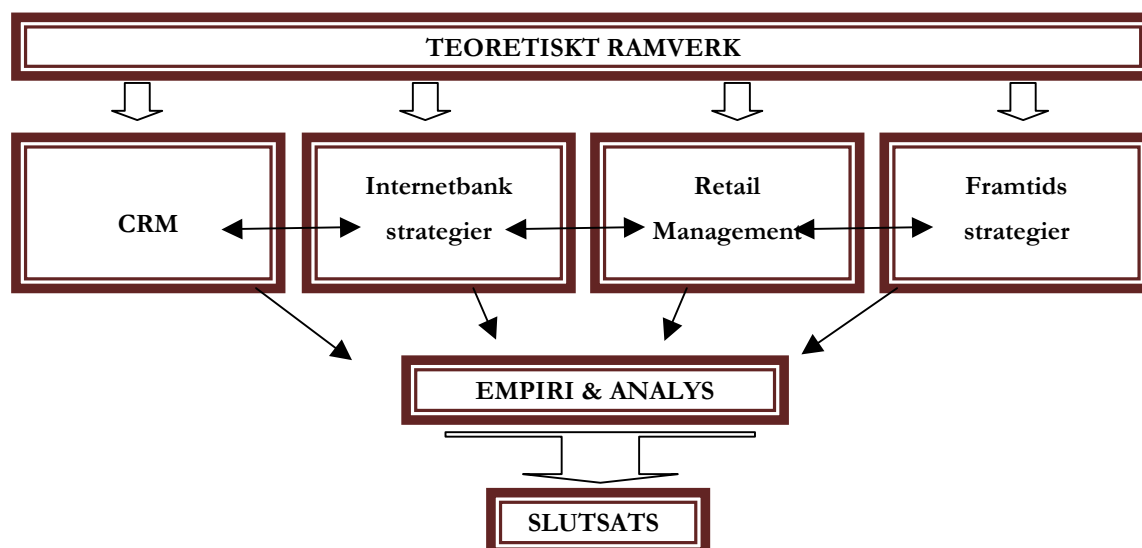 TEORETISKT RAMVERK
CRM
Internetbank
strategier
Retail
Management
Framtids
strategier
EMPIRI & ANALYS
SLUTSATS